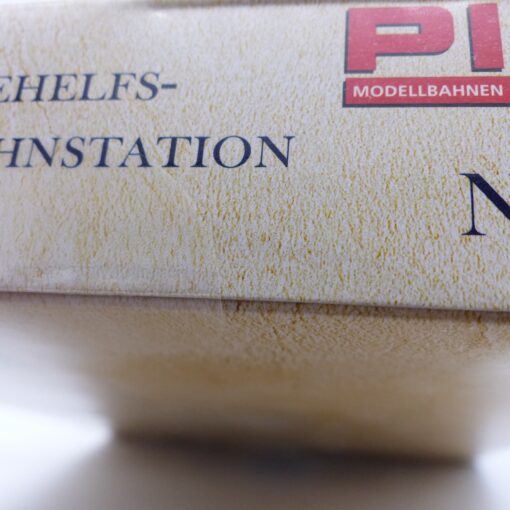 EHELFS-
HNSTATION
PI
MODELLBAHNEN
N